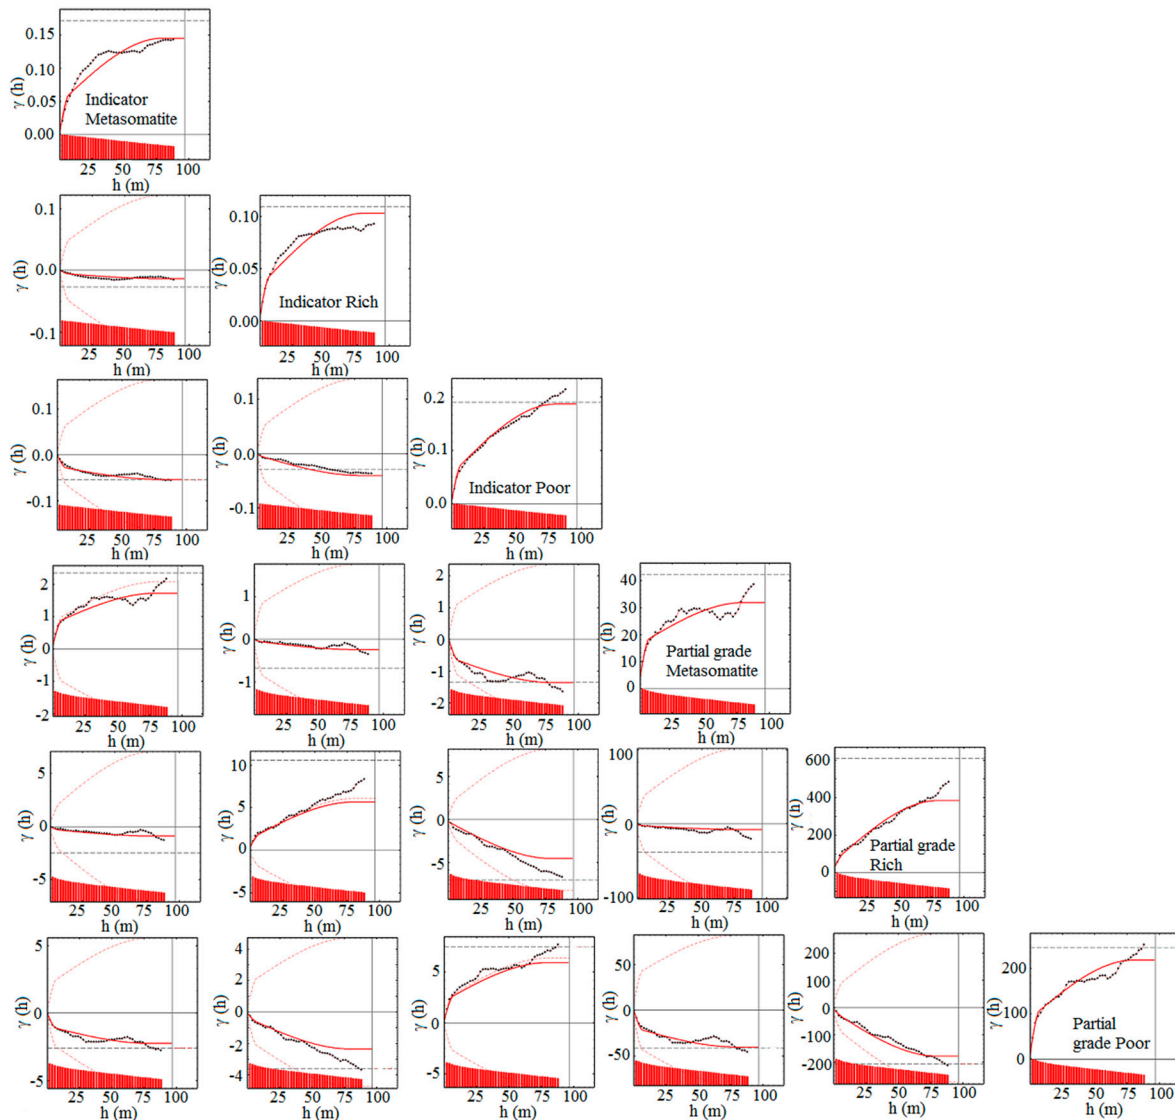 0.15
0.10
0.05
0.00
γ (h)
Indicator
Metasomatite
25 50 75 100
h (m)
0.1
0.0
-0.1
γ (h)
25 50 75 100
h (m)
0.10
0.05
0.00
γ (h)
Indicator Rich
25 50 75 100
h (m)
0.1
0.0
-0.1
γ (h)
25 50 75 100
h (m)
0.1
0.0
-0.1
γ (h)
25 50 75 100
h (m)
0.2
0.1
0.0
γ (h)
Indicator Poor
25 50 75 100
h (m)
2
1
0
-1
-2
γ (h)
25 50 75 100
h (m)
1
0
1
γ (h)
25 50 75 100
h (m)
1
0
-1
-2
γ (h)
25 50 75 100
h (m)
40
30
20
10
0
γ (h)
Partial grade
Metasomatite
25 50 75 100
h (m)
5
0
-5
γ (h)
25 50 75 100
h (m)
10
5
0
-5
γ (h)
25 50 75 100
h (m)
5
0
-5
γ (h)
25 50 75 100
h (m)
100
50
0
-50
-100
γ (h)
25 50 75 100
h (m)
600
400
200
0
γ (h)
Partial grade
Rich
25 50 75 100
h (m)
5
0
-5
γ (h)
25 50 75 100
h (m)
4
2
0
-2
-4
γ (h)
25 50 75 100
h (m)
5
0
-5
γ (h)
25 50 75 100
h (m)
50
0
-50
γ (h)
25 50 75 100
h (m)
200
100
0
-100
-200
γ (h)
25 50 75 100
h (m)
200
100
0
γ (h)
Partial
grade Poor
25 50 75 100
h (m)